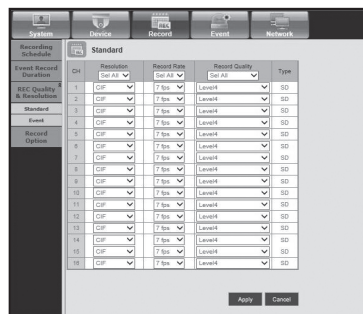 System Device Record Event Network
REC
Recording
Schedule
Event Record
Duration
REC Quality
& Resolution
Standard
Event
Record
Option
REC Standard
CH Resolution Record Rate Record Quality Type
Sel All Sel All Sel All
1 CIF 7 fps Level4 SD
2 CIF 7 fps Level4 SD
3 CIF 7 fps Level4 SD
4 CIF 7 fps Level4 SD
5 CIF 7 fps Level4 SD
6 CIF 7 fps Level4 SD
7 CIF 7 fps Level4 SD
8 CIF 7 fps Level4 SD
9 CIF 7 fps Level4 SD
10 CIF 7 fps Level4 SD
11 CIF 7 fps Level4 SD
12 CIF 7 fps Level4 SD
13 CIF 7 fps Level4 SD
14 CIF 7 fps Level4 SD
15 CIF 7 fps Level4 SD
16 CIF 7 fps Level4 SD
Apply Cancel